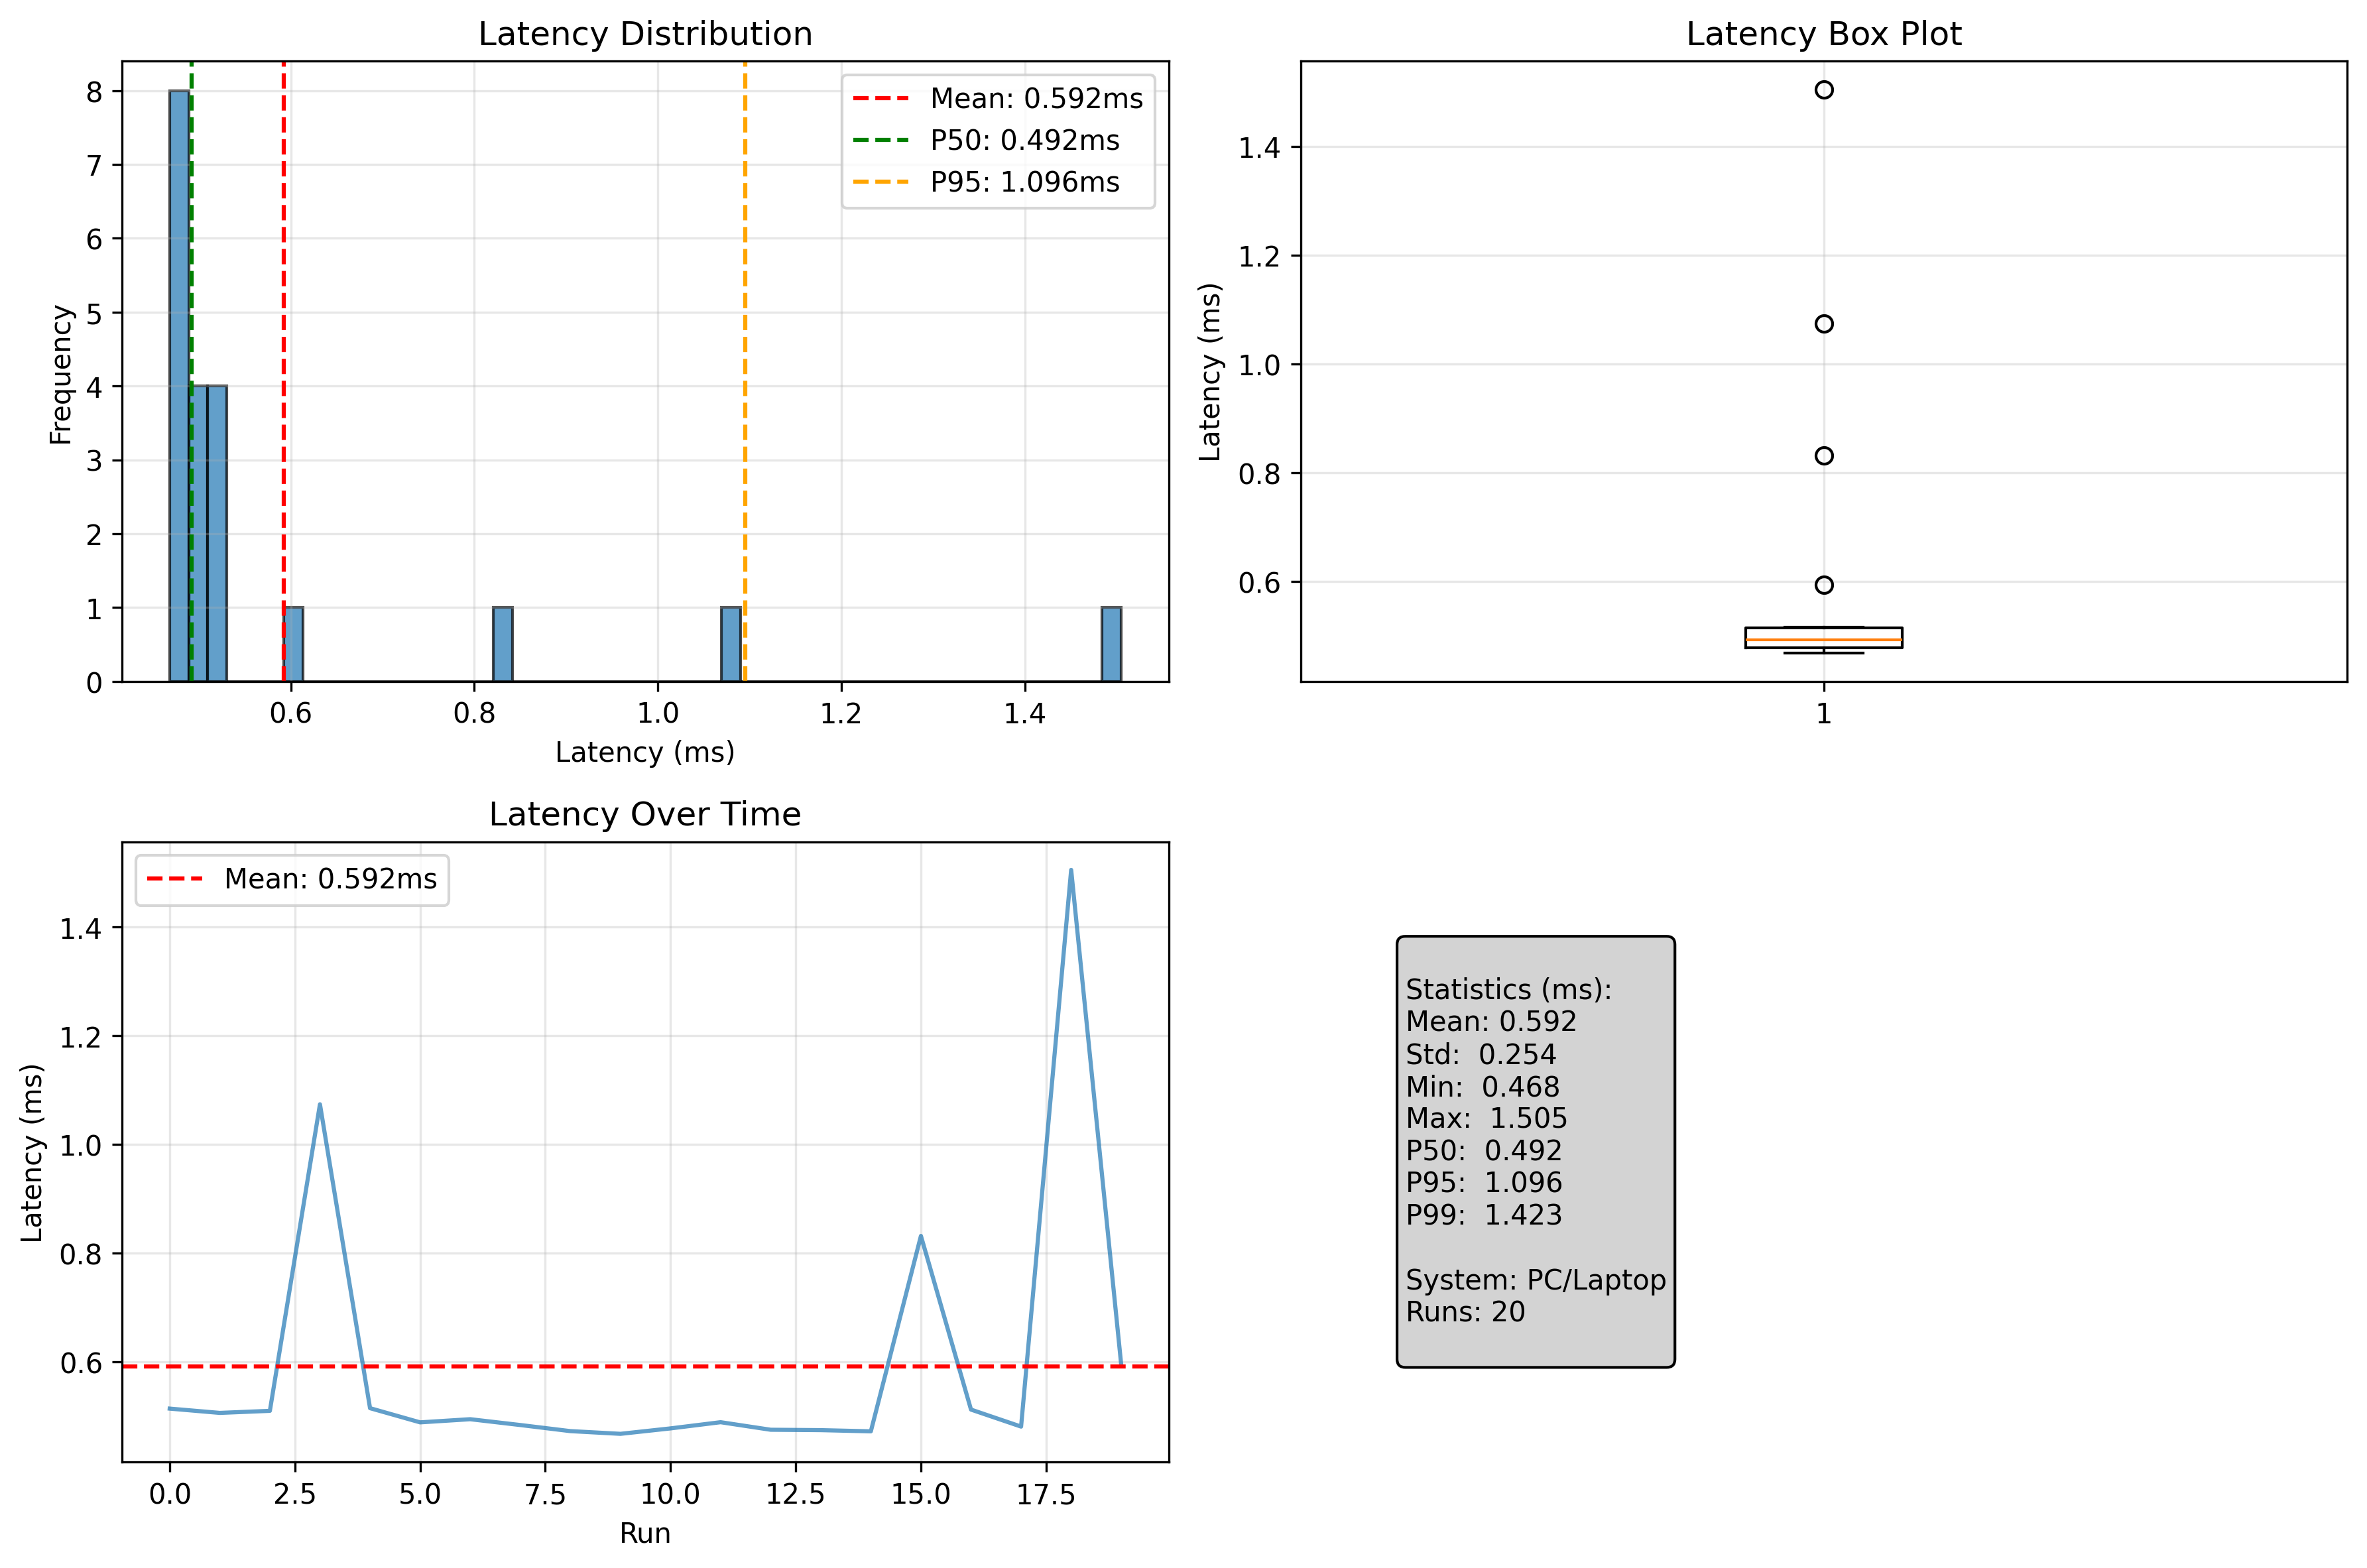 Latency Distribution
8
7
6
5
4
3
2
1
0
Frequency
0.6 0.8 1.0 1.2 1.4
Latency (ms)
Mean: 0.592ms
P50: 0.492ms
P95: 1.096ms
Latency Box Plot
1.4
1.2
1.0
0.8
0.6
Latency (ms)
1
Latency Over Time
Mean: 0.592ms
1.4
1.2
1.0
0.8
0.6
Latency (ms)
0.0 2.5 5.0 7.5 10.0 12.5 15.0 17.5
Run
Statistics (ms):
Mean: 0.592
Std: 0.254
Min: 0.468
Max: 1.505
P50: 0.492
P95: 1.096
P99: 1.423
System: PC/Laptop
Runs: 20